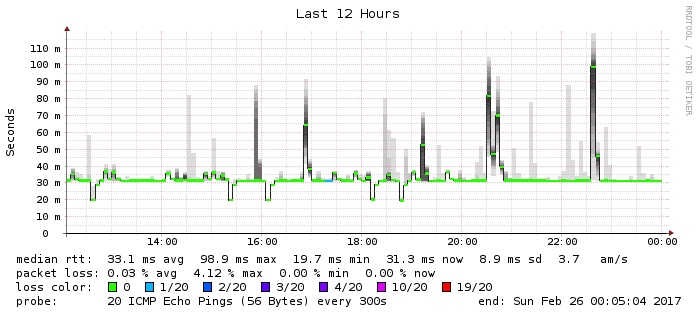 Last 12 Hours
RRDTOOL / TOBI OETIKER
Seconds
110 m
100 m
90 m
80 m
70 m
60 m
50 m
40 m
30 m
20 m
10 m
0
14:00 16:00 18:00 20:00 22:00 00:00
median rtt: 33.1 ms avg 98.9 ms max 19.7 ms min 31.3 ms now 8.9 ms sd 3.7 am/s
packet loss: 0.03 % avg 4.12 % max 0.00 % min 0.00 % now
loss color: 0 1/20 2/20 3/20 4/20 10/20 19/20
probe: 20 ICMP Echo Pings (56 Bytes) every 300s end: Sun Feb 26 00:05:04 2017